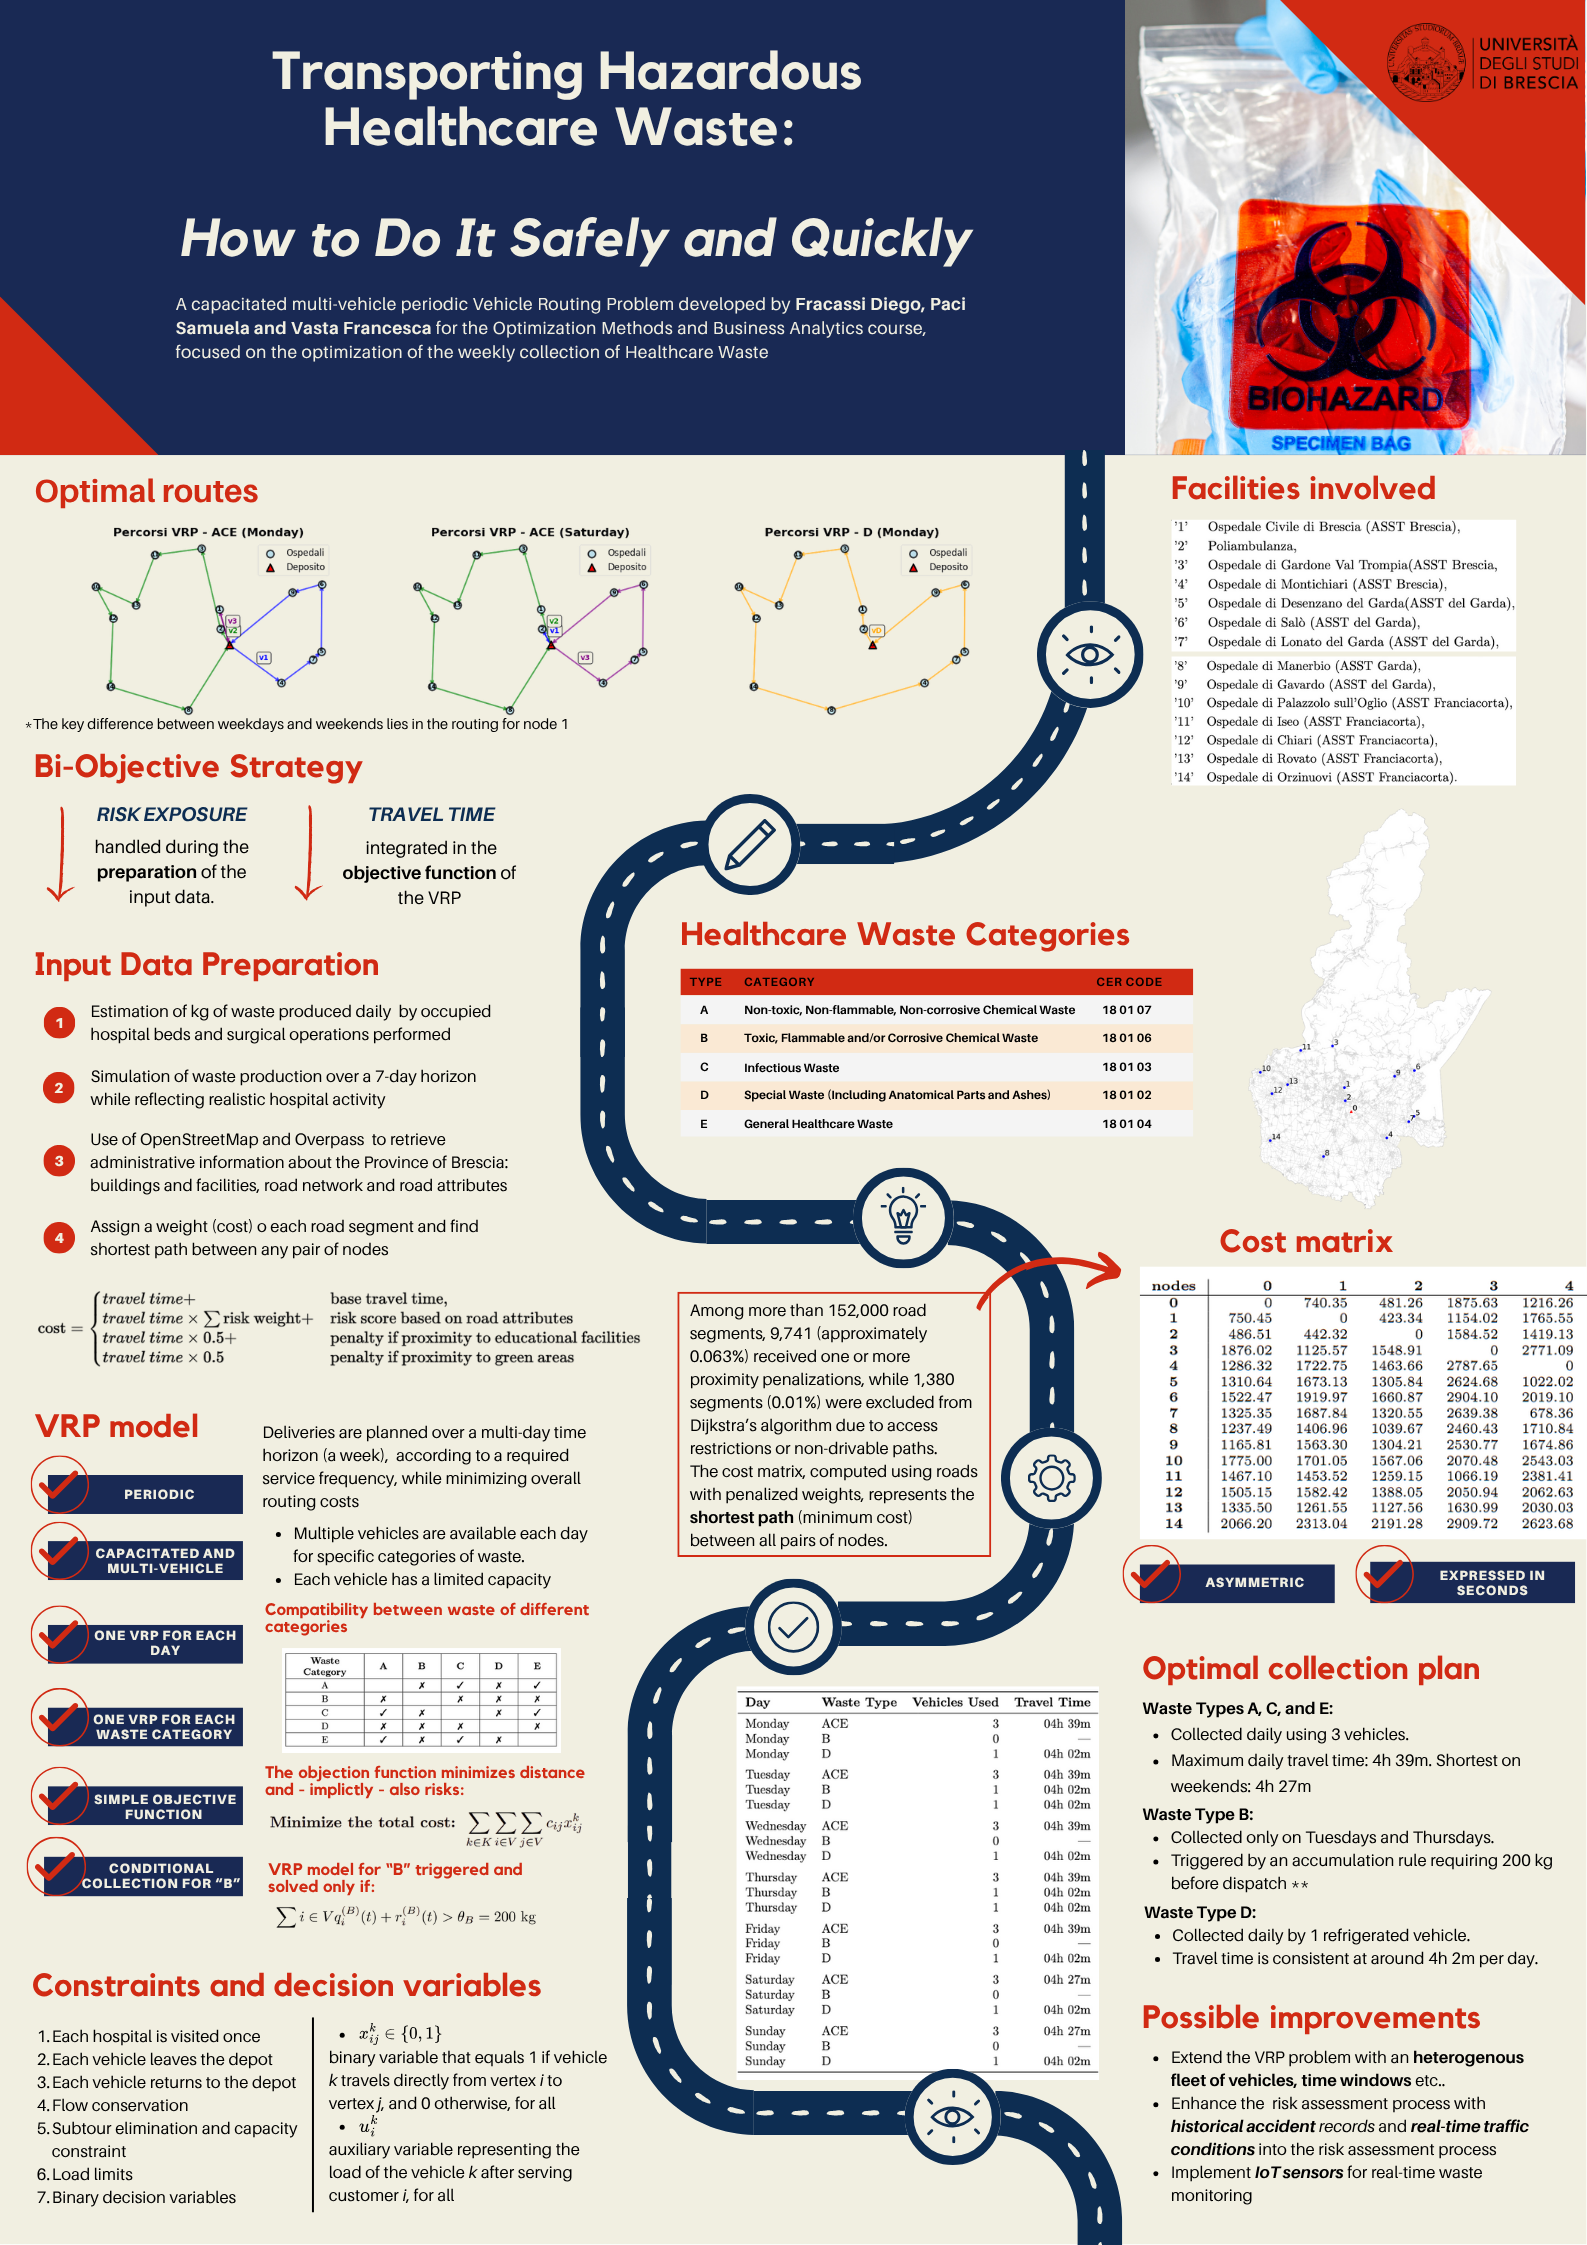 Transporting Hazardous
Healthcare Waste:
How to Do It Safely and Quickly
A capacitated multi-vehicle periodic Vehicle Routing Problem developed by Fracassi Diego, Paci
Samuela and Vasta Francesca for the Optimization Methods and Business Analytics course,
focused on the optimization of the weekly collection of Healthcare Waste
UNIVERSITÀ
DEGLI STUDI
DI BRESCIA
BIOHAZARD
SPECIMEN BAG
Optimal routes
Percorsi VRP - ACE (Monday)
Ospedali
Deposito
v3
v2
v1
Percorsi VRP - ACE (Saturday)
Ospedali
Deposito
v2
v1
v3
Percorsi VRP - D (Monday)
Ospedali
Deposito
vD
*The key difference between weekdays and weekends lies in the routing for node 1
Bi-Objective Strategy
RISK EXPOSURE
handled during the
preparation of the
input data.
TRAVEL TIME
integrated in the
objective function of
the VRP
Input Data Preparation
1 Estimation of kg of waste produced daily by occupied
hospital beds and surgical operations performed
2 Simulation of waste production over a 7-day horizon
while reflecting realistic hospital activity
3 Use of OpenStreetMap and Overpass to retrieve
administrative information about the Province of Brescia:
buildings and facilities, road network and road attributes
4 Assign a weight (cost) o each road segment and find
shortest path between any pair of nodes
cost = { travel time+ base travel time,
travel time × ∑ risk weight+ risk score based on road attributes
travel time × 0.5+ penalty if proximity to educational facilities
travel time × 0.5 penalty if proximity to green areas
VRP model
PERIODIC
Deliveries are planned over a multi-day time
horizon (a week), according to a required
service frequency, while minimizing overall
routing costs
CAPACITATED AND
MULTI-VEHICLE
• Multiple vehicles are available each day
for specific categories of waste.
• Each vehicle has a limited capacity
ONE VRP FOR EACH
DAY
ONE VRP FOR EACH
WASTE CATEGORY
Compatibility between waste of different
categories
Waste
Category A B C D E
A ✗ ✓ ✗ ✓
B ✗ ✗ ✗ ✗
C ✓ ✗ ✗ ✓
D ✗ ✗ ✗ ✗
E ✓ ✗ ✓ ✗
SIMPLE OBJECTIVE
FUNCTION
The objection function minimizes distance
and - implictly - also risks:
Minimize the total cost: ∑ k∈K ∑ i∈V ∑ j∈V c_ij x_ij^k
CONDITIONAL
COLLECTION FOR “B”
VRP model for “B” triggered and
solved only if:
∑ i ∈ V q_i^(B)(t) + r_i^(B)(t) > θ_B = 200 kg
Constraints and decision variables
1. Each hospital is visited once
2. Each vehicle leaves the depot
3. Each vehicle returns to the depot
4. Flow conservation
5. Subtour elimination and capacity
constraint
6. Load limits
7. Binary decision variables
• x_ij^k ∈ {0, 1}
binary variable that equals 1 if vehicle
k travels directly from vertex i to
vertex j, and 0 otherwise, for all
• u_i^k
auxiliary variable representing the
load of the vehicle k after serving
customer i, for all
Healthcare Waste Categories
TYPE CATEGORY CER CODE
A Non-toxic, Non-flammable, Non-corrosive Chemical Waste 18 01 07
B Toxic, Flammable and/or Corrosive Chemical Waste 18 01 06
C Infectious Waste 18 01 03
D Special Waste (Including Anatomical Parts and Ashes) 18 01 02
E General Healthcare Waste 18 01 04
Among more than 152,000 road
segments, 9,741 (approximately
0.063%) received one or more
proximity penalizations, while 1,380
segments (0.01%) were excluded from
Dijkstra’s algorithm due to access
restrictions or non-drivable paths.
The cost matrix, computed using roads
with penalized weights, represents the
shortest path (minimum cost)
between all pairs of nodes.
Day Waste Type Vehicles Used Travel Time
Monday ACE 3 04h 39m
Monday B 0 —
Monday D 1 04h 02m
Tuesday ACE 3 04h 39m
Tuesday B 1 04h 02m
Tuesday D 1 04h 02m
Wednesday ACE 3 04h 39m
Wednesday B 0 —
Wednesday D 1 04h 02m
Thursday ACE 3 04h 39m
Thursday B 1 04h 02m
Thursday D 1 04h 02m
Friday ACE 3 04h 39m
Friday B 0 —
Friday D 1 04h 02m
Saturday ACE 3 04h 27m
Saturday B 0 —
Saturday D 1 04h 02m
Sunday ACE 3 04h 27m
Sunday B 0 —
Sunday D 1 04h 02m
Facilities involved
'1' Ospedale Civile di Brescia (ASST Brescia),
'2' Poliambulanza,
'3' Ospedale di Gardone Val Trompia(ASST Brescia,
'4' Ospedale di Montichiari (ASST Brescia),
'5' Ospedale di Desenzano del Garda(ASST del Garda),
'6' Ospedale di Salò (ASST del Garda),
'7' Ospedale di Lonato del Garda (ASST del Garda),
'8' Ospedale di Manerbio (ASST Garda),
'9' Ospedale di Gavardo (ASST del Garda),
'10' Ospedale di Palazzolo sull'Oglio (ASST Franciacorta),
'11' Ospedale di Iseo (ASST Franciacorta),
'12' Ospedale di Chiari (ASST Franciacorta),
'13' Ospedale di Rovato (ASST Franciacorta),
'14' Ospedale di Orzinuovi (ASST Franciacorta).
11 3
10 13 12 1 9 6
2 0
7 5
14 8 4
Cost matrix
nodes 0 1 2 3 4
0 0 740.35 481.26 1875.63 1216.26
1 750.45 0 423.34 1154.02 1765.55
2 486.51 442.32 0 1584.52 1419.13
3 1876.02 1125.57 1548.91 0 2771.09
4 1286.32 1722.75 1463.66 2787.65 0
5 1310.64 1673.13 1305.84 2624.68 1022.02
6 1522.47 1919.97 1660.87 2904.10 2019.10
7 1325.35 1687.84 1320.55 2639.38 678.36
8 1237.49 1406.96 1039.67 2460.43 1710.84
9 1165.81 1563.30 1304.21 2530.77 1674.86
10 1775.00 1701.05 1567.06 2070.48 2543.03
11 1467.10 1453.52 1259.15 1066.19 2381.41
12 1505.15 1582.42 1388.05 2050.94 2062.63
13 1335.50 1261.55 1127.56 1630.99 2030.03
14 2066.20 2313.04 2191.28 2909.72 2623.68
ASYMMETRIC
EXPRESSED IN
SECONDS
Optimal collection plan
Waste Types A, C, and E:
• Collected daily using 3 vehicles.
• Maximum daily travel time: 4h 39m. Shortest on
weekends: 4h 27m
Waste Type B:
• Collected only on Tuesdays and Thursdays.
• Triggered by an accumulation rule requiring 200 kg
before dispatch **
Waste Type D:
• Collected daily by 1 refrigerated vehicle.
• Travel time is consistent at around 4h 2m per day.
Possible improvements
• Extend the VRP problem with an heterogenous
fleet of vehicles, time windows etc..
• Enhance the risk assessment process with
historical accident records and real-time traffic
conditions into the risk assessment process
• Implement IoT sensors for real-time waste
monitoring